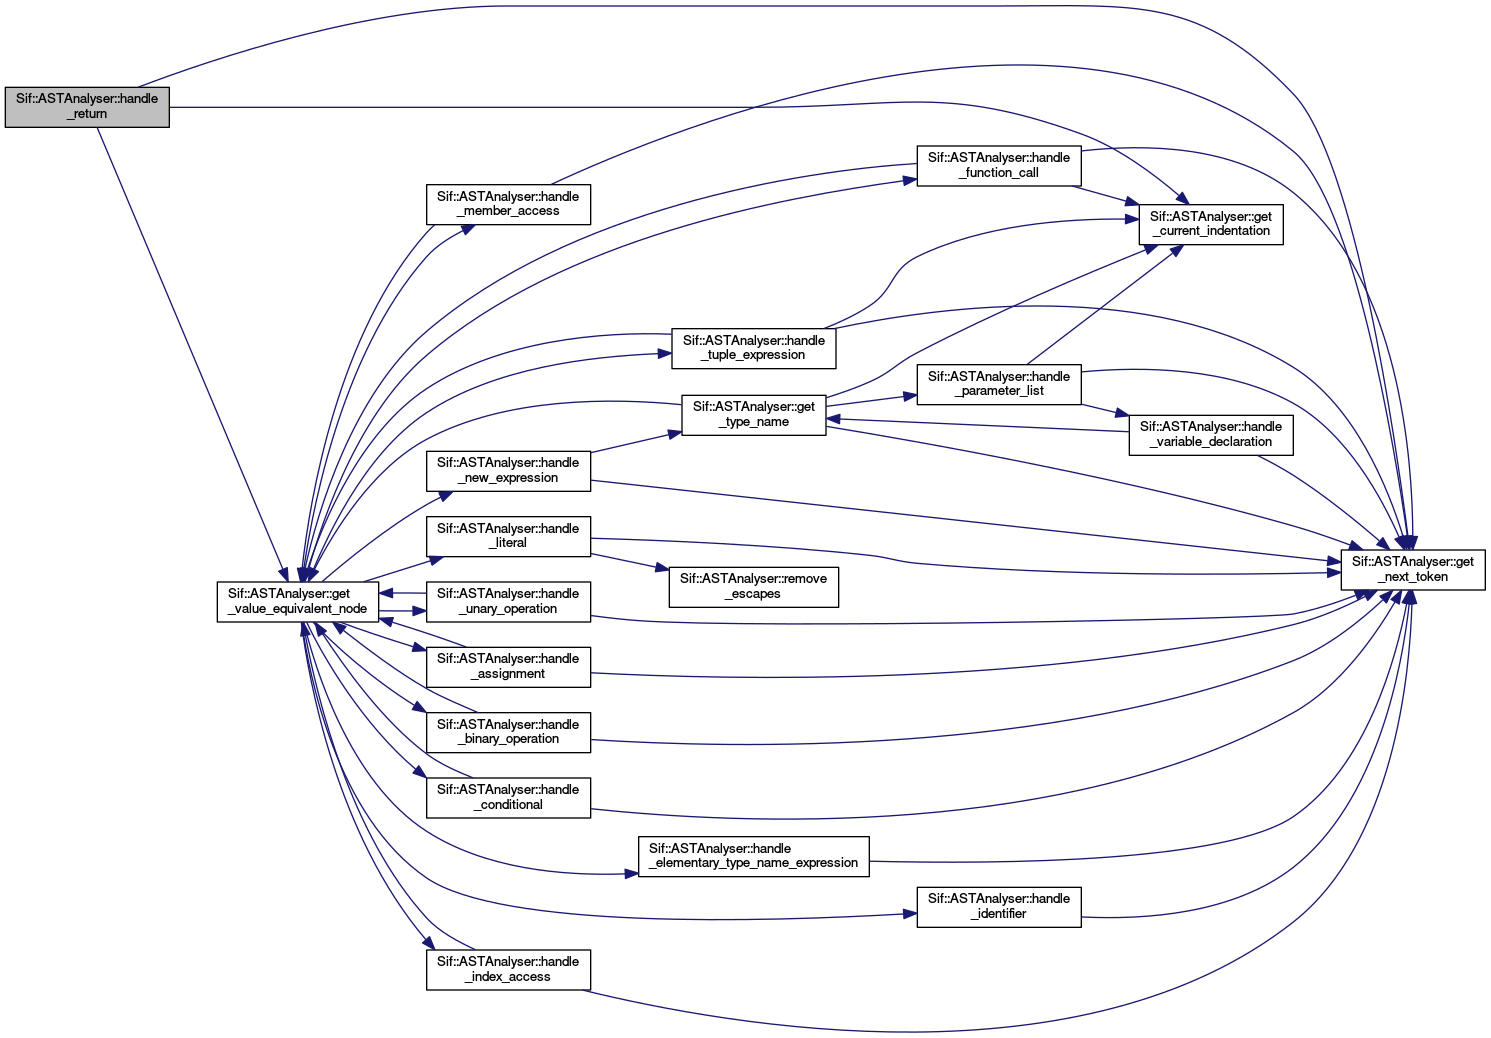 Sif::ASTAnalyser::handle
_return
Sif::ASTAnalyser::handle
_function_call
Sif::ASTAnalyser::handle
_member_access
Sif::ASTAnalyser::get
_current_indentation
Sif::ASTAnalyser::handle
_tuple_expression
Sif::ASTAnalyser::handle
_parameter_list
Sif::ASTAnalyser::get
_type_name
Sif::ASTAnalyser::handle
_variable_declaration
Sif::ASTAnalyser::handle
_new_expression
Sif::ASTAnalyser::handle
_literal
Sif::ASTAnalyser::get
_next_token
Sif::ASTAnalyser::remove
_escapes
Sif::ASTAnalyser::get
_value_equivalent_node
Sif::ASTAnalyser::handle
_unary_operation
Sif::ASTAnalyser::handle
_assignment
Sif::ASTAnalyser::handle
_binary_operation
Sif::ASTAnalyser::handle
_conditional
Sif::ASTAnalyser::handle
_elementary_type_name_expression
Sif::ASTAnalyser::handle
_identifier
Sif::ASTAnalyser::handle
_index_access